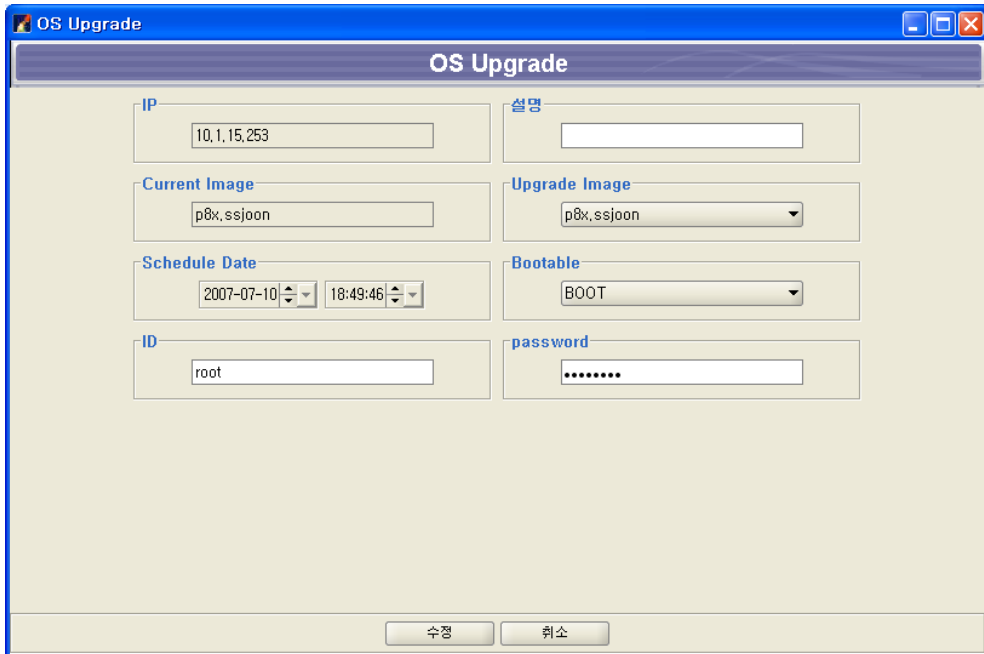 OS Upgrade
OS Upgrade
IP
설명
10,1,15,253
Current Image
Upgrade Image
p8x,ssjoon
p8x,ssjoon
Schedule Date
Bootable
2007-07-10
18:49:46
BOOT
ID
password
root
••••••••
수정
취소